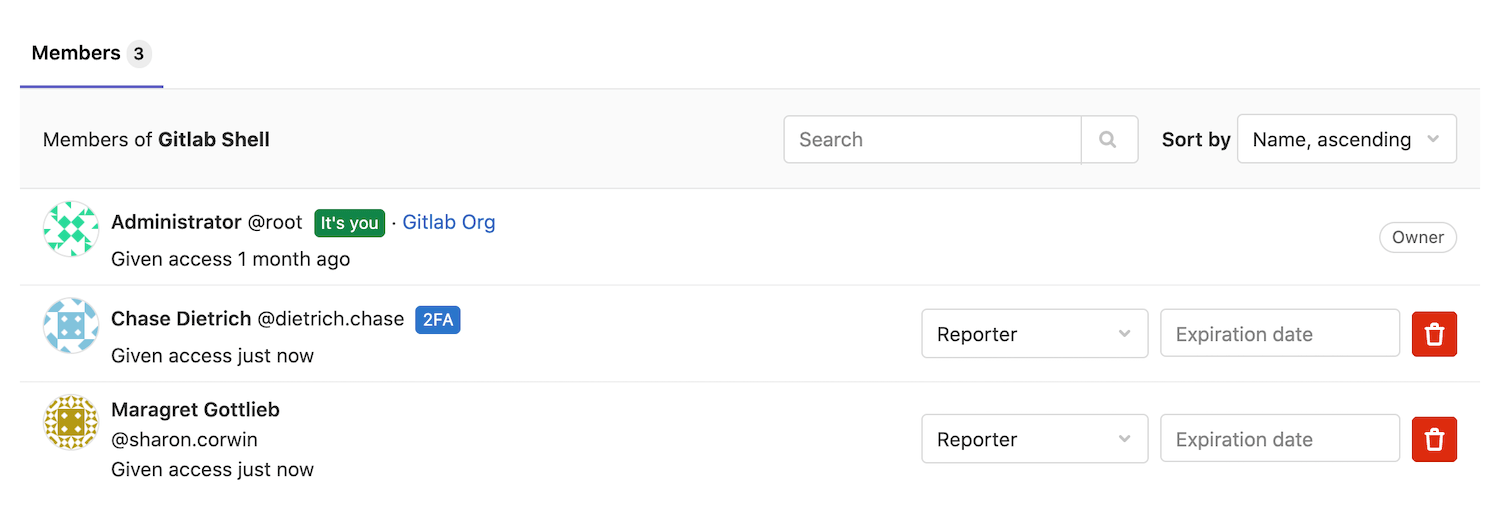 Members 3
Members of Gitlab Shell Search Sort by Name, ascending
Administrator @root It's you · Gitlab Org
Given access 1 month ago
Owner
Chase Dietrich @dietrich.chase 2FA
Given access just now
Reporter Expiration date
Maragret Gottlieb
@sharon.corwin
Given access just now
Reporter Expiration date